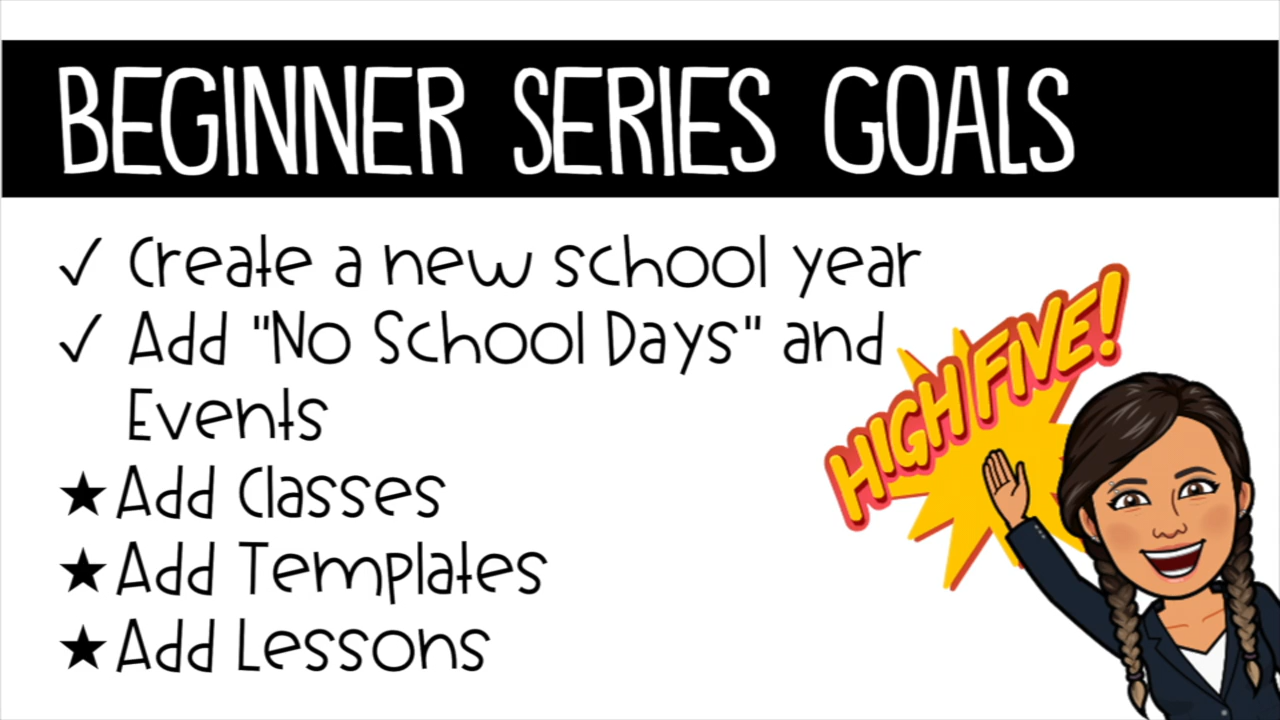 BEGINNER SERIES GOALS
✓ Create a new school year
✓ Add "No School Days" and
Events
★Add Classes
★Add Templates
★Add Lessons
HIGH FIVE!